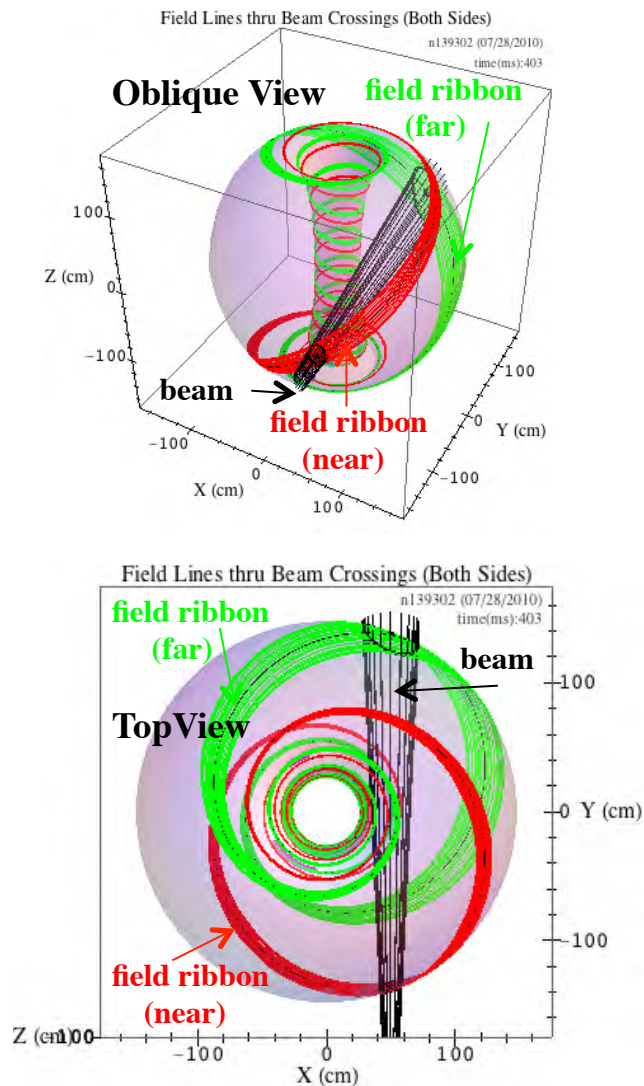 Field Lines thru Beam Crossings (Both Sides)
n139302 (07/28/2010)
time(ms):403
Oblique View
field ribbon
(far)
100
Z (cm)
0
-100
beam
field ribbon
(near)
-100
0
100
X (cm)
100
0
Y (cm)
-100
Field Lines thru Beam Crossings (Both Sides)
n139302 (07/28/2010)
time(ms):403
field ribbon
(far)
beam
100
TopView
0 Y (cm)
-100
field ribbon
(near)
Z (cm)
-100
0
100
X (cm)